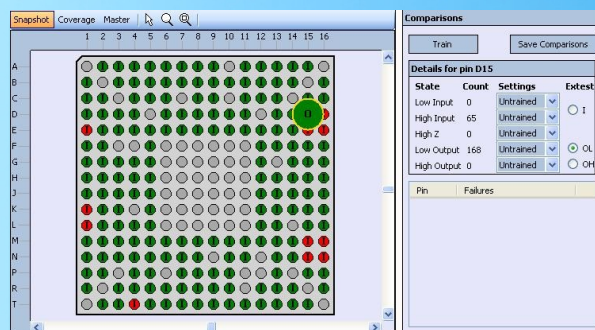 Snapshot Coverage Master
Comparisons
1 2 3 4 5 6 7 8 9 10 11 12 13 14 15 16
Train Save Comparisons
Details for pin D15
State Count Settings Extest
Low Input 0 Untrained
I
High Input 65 Untrained
High Z 0 Untrained
Low Output 168 Untrained OL
High Output 0 Untrained OH
Pin Failures
A
B
C
D
0
E
F
G
H
J
K
L
M
N
P
R
T